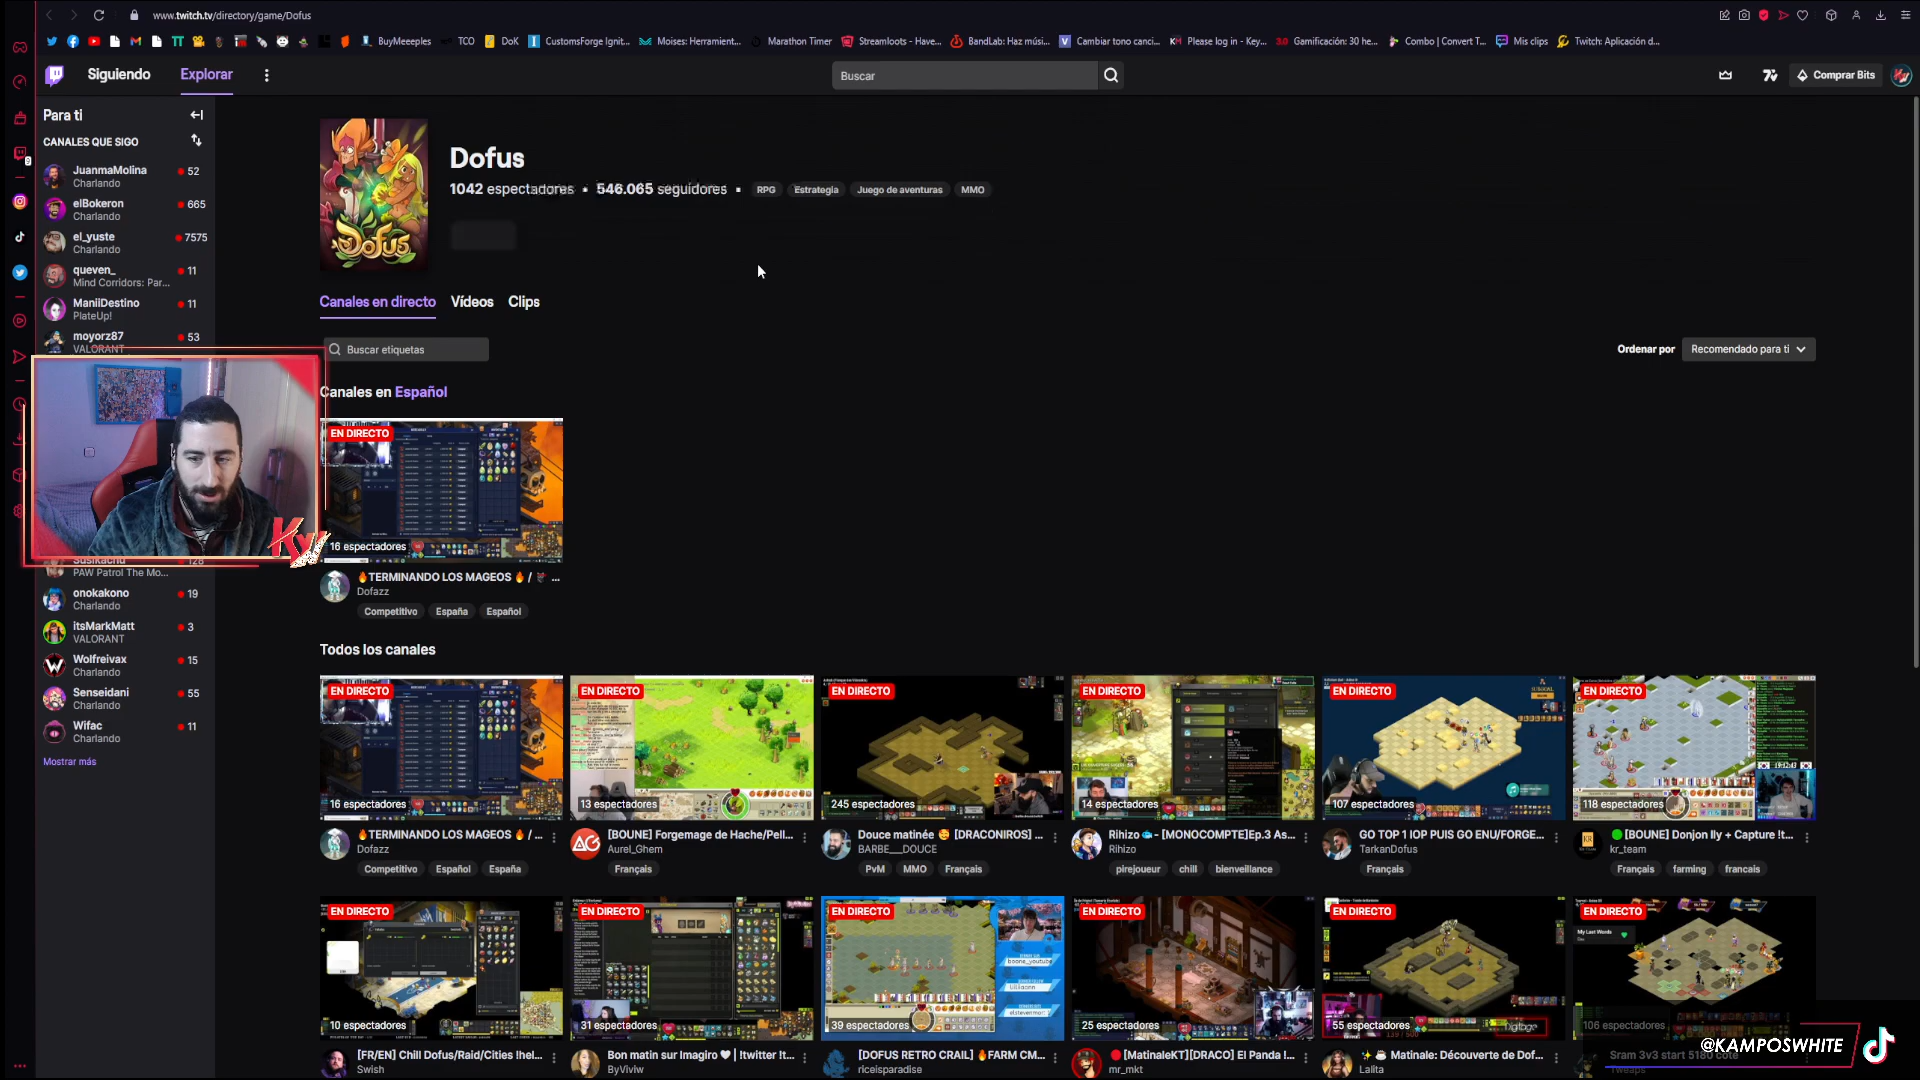 www.twitch.tv/directory/game/Dofus
BuyMeeeples
TCO
DoK
CustomsForge Ignit...
Moises: Herramient...
Marathon Timer
Streamloots - Have...
BandLab: Haz músi...
Cambiar tono canci...
Please log in - Key...
Gamificación: 30 he...
Combo | Convert T...
Mis clips
Twitch: Aplicación d...
Siguiendo
Explorar
Buscar
Comprar Bits
Para ti
CANALES QUE SIGO
JuanmaMolina
52
Charlando
elBokeron
665
Charlando
el_yuste
7575
Charlando
queven_
11
Mind Corridors: Par...
ManiiDestino
11
PlateUp!
moyorz87
53
VALORANT
128
PAW Patrol The Mo...
onokakono
19
Charlando
itsMarkMatt
3
VALORANT
Wolfreivax
15
Charlando
Senseidani
55
Charlando
Wifac
11
Charlando
Mostrar más
Dofus
Dofus
1042 espectadores • 546.065 seguidores •
RPG
Estrategia
Juego de aventuras
MMO
Canales en directo
Vídeos
Clips
Buscar etiquetas
Ordenar por
Recomendado para ti
Canales en Español
EN DIRECTO
16 espectadores
🔥TERMINANDO LOS MAGEOS 🔥 / ...
Dofazz
Competitivo
España
Español
Todos los canales
EN DIRECTO
16 espectadores
🔥TERMINANDO LOS MAGEOS 🔥 / ...
Dofazz
Competitivo
Español
España
EN DIRECTO
13 espectadores
[BOUNE] Forgemage de Hache/Pell...
Aurel_Ghem
Français
EN DIRECTO
245 espectadores
Douce matinée 🥰 [DRACONIROS] ...
BARBE___DOUCE
PvM
MMO
Français
EN DIRECTO
14 espectadores
Rihizo 🐟- [MONOCOMPTE]Ep.3 As...
Rihizo
pirejoueur
chill
bienveillance
EN DIRECTO
107 espectadores
GO TOP 1 IOP PUIS GO ENU/FORGE...
TarkanDofus
Français
EN DIRECTO
19:12:43
118 espectadores
🟢[BOUNE] Donjon Ily + Capture !t...
kr_team
Français
farming
francais
EN DIRECTO
10 espectadores
[FR/EN] Chill Dofus/Raid/Cities !hel...
Swish
EN DIRECTO
31 espectadores
Bon matin sur Imagiro 🤍 | !twitter !t...
ByViviw
EN DIRECTO
39 espectadores
[DOFUS RETRO CRAIL] 🔥FARM CM...
riceisparadise
EN DIRECTO
25 espectadores
🔴[MatinaleKT][DRACO] El Panda !...
mr_mkt
EN DIRECTO
55 espectadores
✨ ☕ Matinale: Découverte de Dof...
Lalita
EN DIRECTO
My Last Words
106 espectadores
Sram 3v3 start 5180 cote
@KAMPOSWHITE
KW